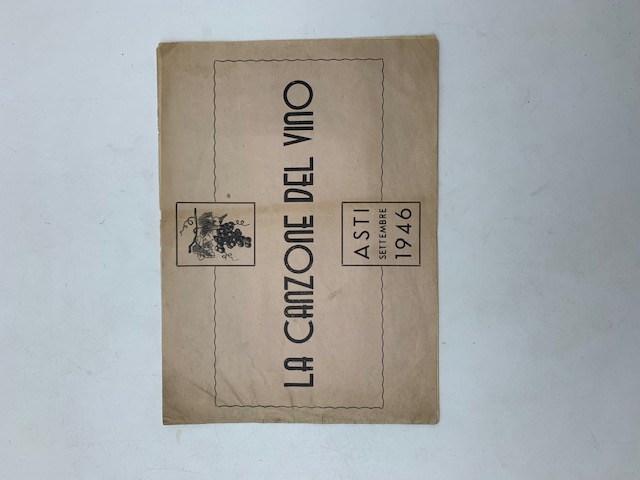 LA CANZONE DEL VINO
ASTI
SETTEMBRE
1946